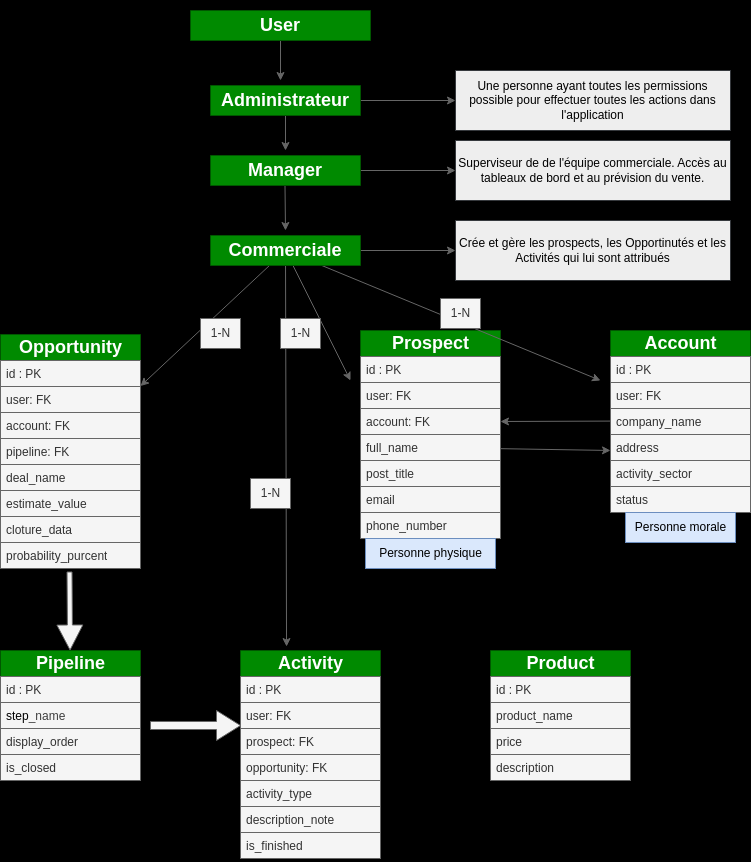 User
Administrateur
Une personne ayant toutes les permissions
possible pour effectuer toutes les actions dans
l'application
Manager
Superviseur de de l'équipe commerciale. Accès au
tableaux de bord et au prévision du vente.
Commerciale
Crée et gère les prospects, les Opportinutés et les
Activités qui lui sont attribués
1-N
1-N
1-N
1-N
Opportunity
id : PK
user: FK
account: FK
pipeline: FK
deal_name
estimate_value
cloture_data
probability_purcent
Prospect
id : PK
user: FK
account: FK
full_name
post_title
email
phone_number
Personne physique
Account
id : PK
user: FK
company_name
address
activity_sector
status
Personne morale
Pipeline
id : PK
step_name
display_order
is_closed
Activity
id : PK
user: FK
prospect: FK
opportunity: FK
activity_type
description_note
is_finished
Product
id : PK
product_name
price
description